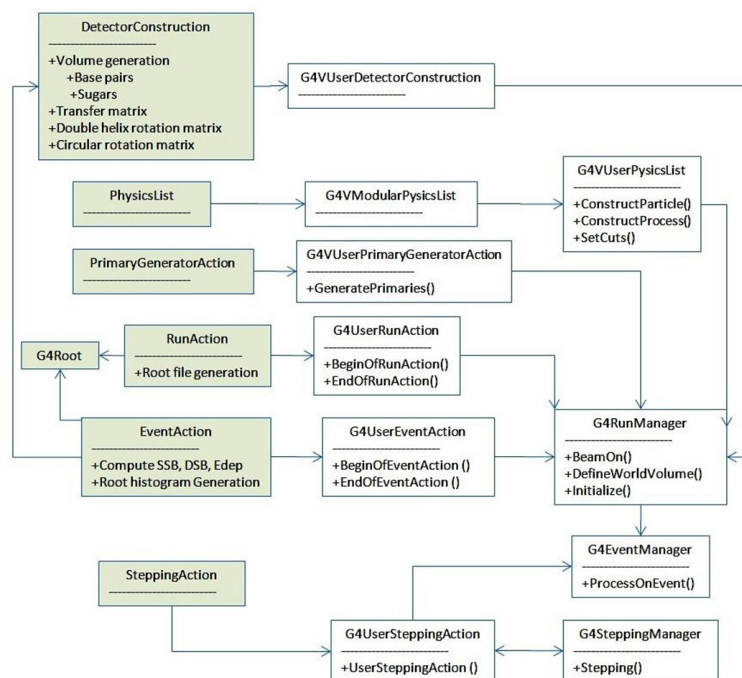 DetectorConstruction
+Volume generation
+Base pairs
+Sugars
+Transfer matrix
+Double helix rotation matrix
+Circular rotation matrix
G4VUserDetectorConstruction
PhysicsList
G4VModularPysicsList
G4VUserPysicsList
+ConstructParticle()
+ConstructProcess()
+SetCuts()
PrimaryGeneratorAction
G4VUserPrimaryGeneratorAction
+GeneratePrimaries()
G4Root
RunAction
+Root file generation
G4UserRunAction
+BeginOfRunAction()
+EndOfRunAction()
EventAction
+Compute SSB, DSB, Edep
+Root histogram Generation
G4UserEventAction
+BeginOfEventAction ()
+EndOfEventAction ()
G4RunManager
+BeamOn()
+DefineWorldVolume()
+Initialize()
G4EventManager
+ProcessOnEvent()
SteppingAction
G4UserSteppingAction
+UserSteppingAction ()
G4SteppingManager
+Stepping()